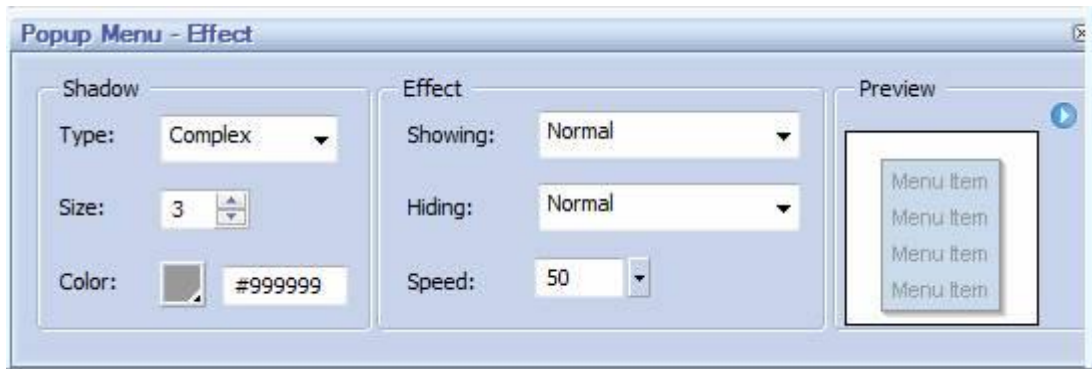 Popup Menu - Effect
Shadow
Type: Complex
Size: 3
Color: #999999
Effect
Showing: Normal
Hiding: Normal
Speed: 50
Preview
Menu Item
Menu Item
Menu Item
Menu Item